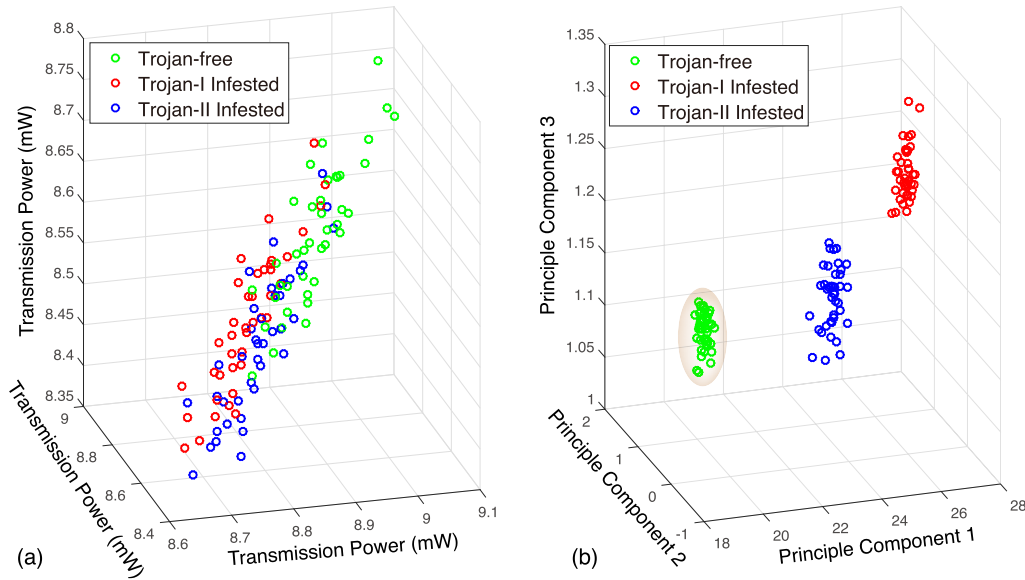 8.8
8.75
8.7
8.65
8.6
8.55
8.5
8.45
8.4
8.35
Transmission Power (mW)
Trojan-free
Trojan-I Infested
Trojan-II Infested
9
8.8
8.6
8.4
Transmission Power (mW)
8.6
8.7
8.8
8.9
9
9.1
Transmission Power (mW)
(a)
1.35
1.3
1.25
1.2
1.15
1.1
1.05
1
Principle Component 3
Trojan-free
Trojan-I Infested
Trojan-II Infested
2
1
0
-1
Principle Component 2
18
20
22
24
26
28
Principle Component 1
(b)